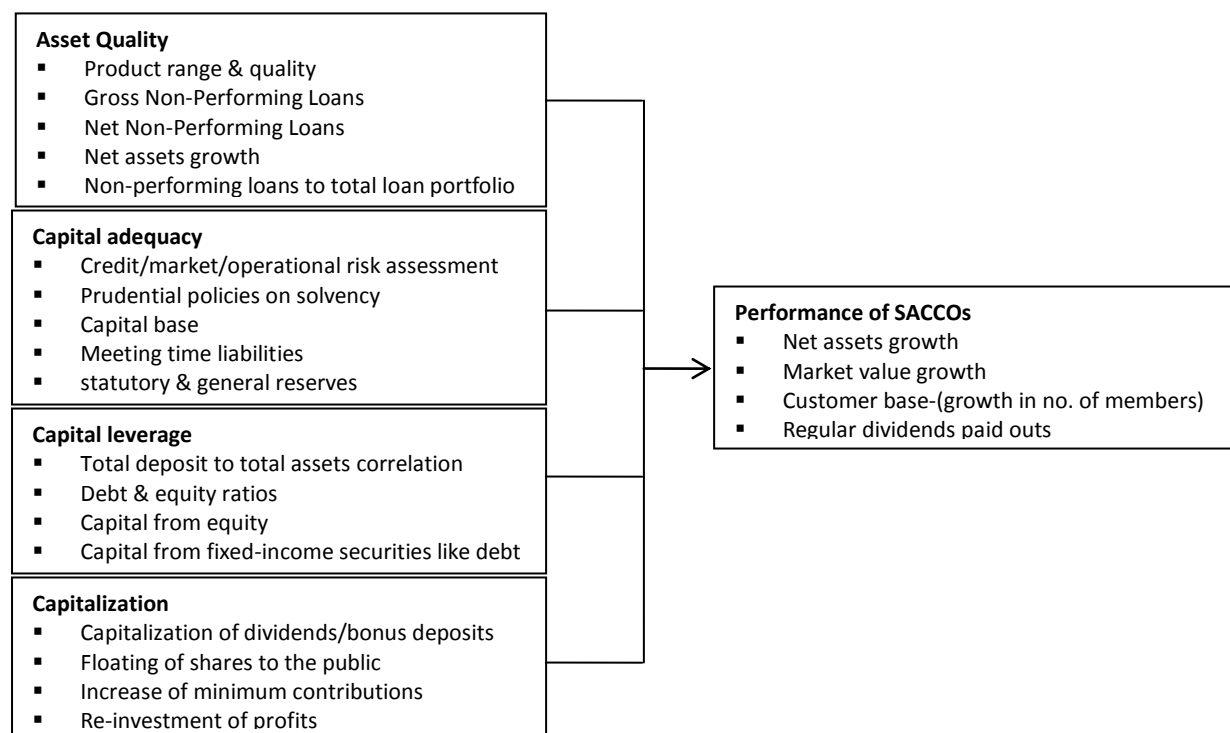 Asset Quality
▪ Product range & quality
▪ Gross Non-Performing Loans
▪ Net Non-Performing Loans
▪ Net assets growth
▪ Non-performing loans to total loan portfolio
Capital adequacy
▪ Credit/market/operational risk assessment
▪ Prudential policies on solvency
▪ Capital base
▪ Meeting time liabilities
▪ statutory & general reserves
Capital leverage
▪ Total deposit to total assets correlation
▪ Debt & equity ratios
▪ Capital from equity
▪ Capital from fixed-income securities like debt
Capitalization
▪ Capitalization of dividends/bonus deposits
▪ Floating of shares to the public
▪ Increase of minimum contributions
▪ Re-investment of profits
Performance of SACCOs
▪ Net assets growth
▪ Market value growth
▪ Customer base-(growth in no. of members)
▪ Regular dividends paid outs